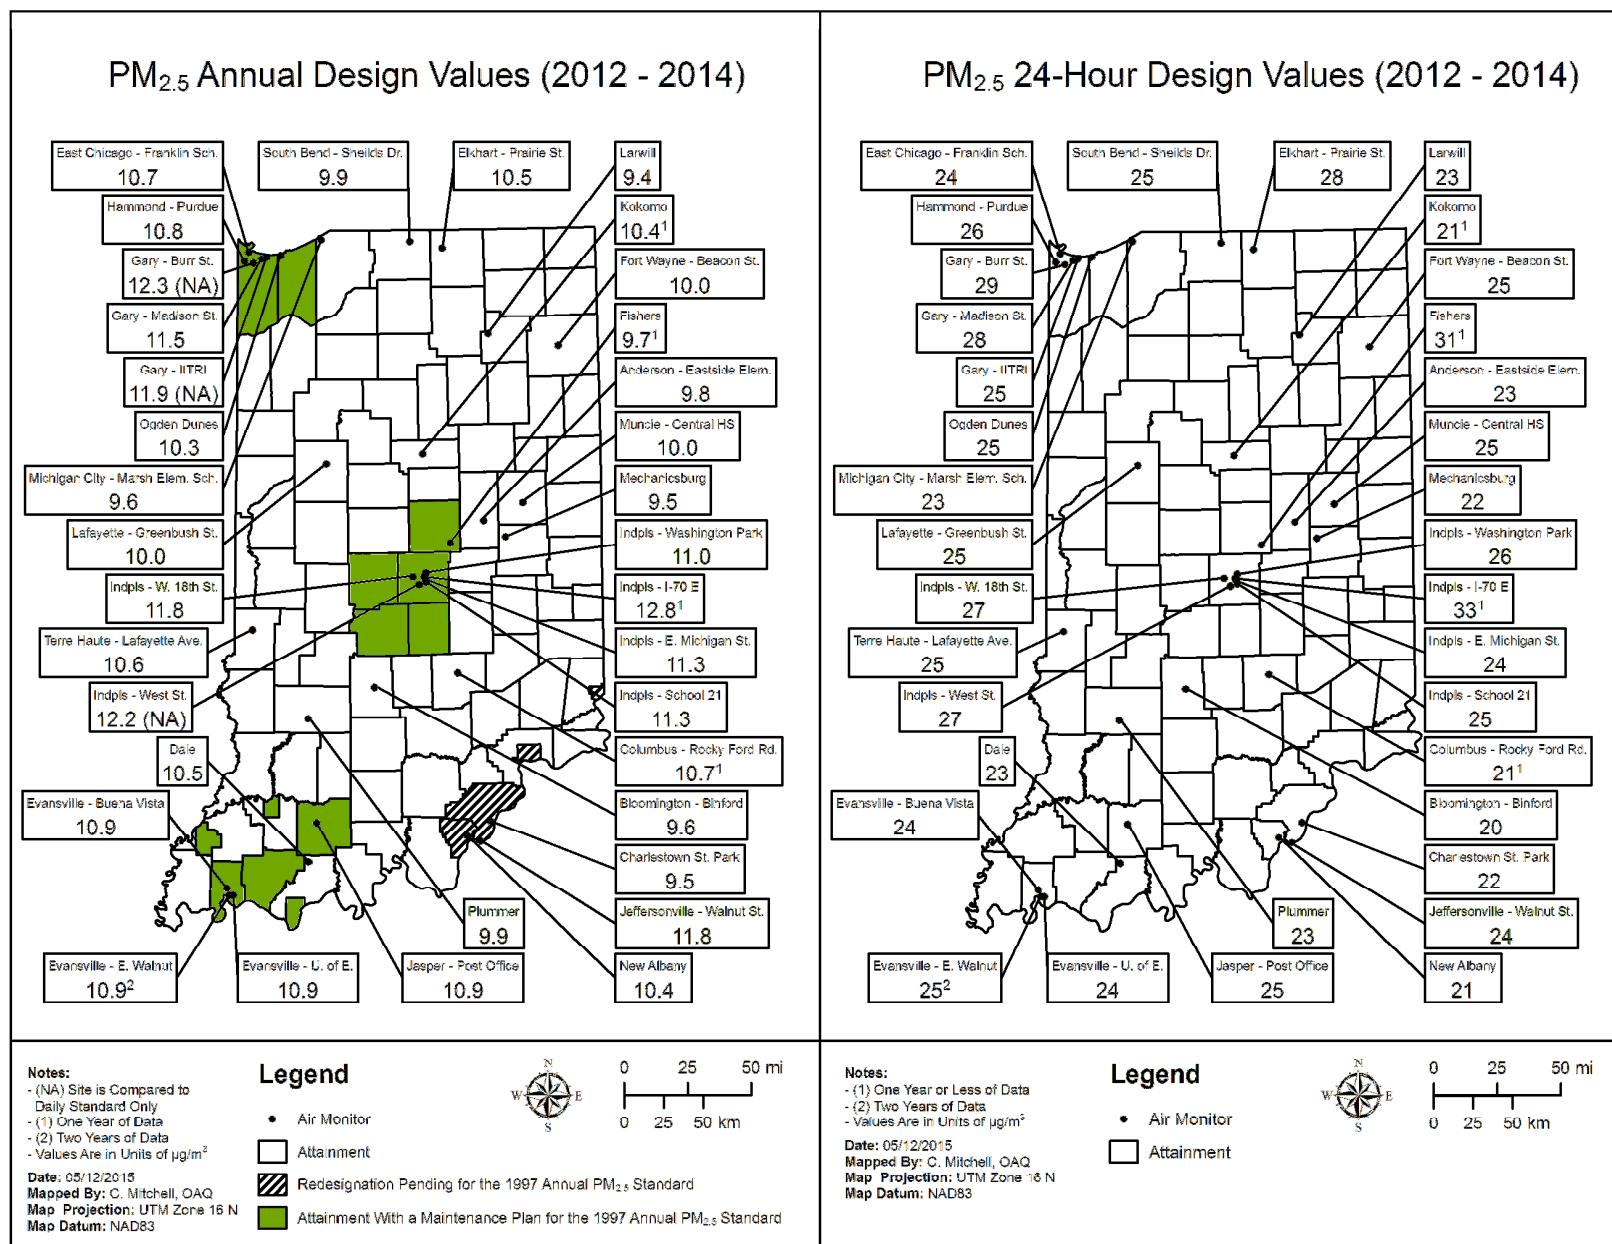 PM2.5 Annual Design Values (2012 - 2014)
East Chicago - Franklin Sch.
10.7
South Bend - Sheilds Dr.
9.9
Elkhart - Prairie St.
10.5
Larwill
9.4
Hammond - Purdue
10.8
Kokomo
10.4¹
Gary - Burr St.
12.3 (NA)
Fort Wayne - Beacon St.
10.0
Gary - Madison St.
11.5
Fishers
9.7¹
Gary - IITRI
11.9 (NA)
Anderson - Eastside Elem.
9.8
Ogden Dunes
10.3
Muncie - Central HS
10.0
Michigan City - Marsh Elem. Sch.
9.6
Mechanicsburg
9.5
Lafayette - Greenbush St.
10.0
Indpls - Washington Park
11.0
Indpls - W. 18th St.
11.8
Indpls - I-70 E
12.8¹
Terre Haute - Lafayette Ave.
10.6
Indpls - E. Michigan St.
11.3
Indpls - West St.
12.2 (NA)
Indpls - School 21
11.3
Dale
10.5
Columbus - Rocky Ford Rd.
10.7¹
Evansville - Buena Vista
10.9
Bloomington - Binford
9.6
Charlestown St. Park
9.5
Plummer
9.9
Jeffersonville - Walnut St.
11.8
Evansville - E. Walnut
10.9²
Evansville - U. of E.
10.9
Jasper - Post Office
10.9
New Albany
10.4
Notes:
- (NA) Site is Compared to
Daily Standard Only
- (1) One Year of Data
- (2) Two Years of Data
- Values Are in Units of µg/m³
Date: 05/12/2015
Mapped By: C. Mitchell, OAQ
Map Projection: UTM Zone 16 N
Map Datum: NAD83
Legend
Air Monitor
Attainment
Redesignation Pending for the 1997 Annual PM2.5 Standard
Attainment With a Maintenance Plan for the 1997 Annual PM2.5 Standard
N
W E
S
0 25 50 mi
0 25 50 km
PM2.5 24-Hour Design Values (2012 - 2014)
East Chicago - Franklin Sch.
24
South Bend - Sheilds Dr.
25
Elkhart - Prairie St.
28
Larwill
23
Hammond - Purdue
26
Kokomo
21¹
Gary - Burr St.
29
Fort Wayne - Beacon St.
25
Gary - Madison St.
28
Fishers
31¹
Gary - IITRI
25
Anderson - Eastside Elem.
23
Ogden Dunes
25
Muncie - Central HS
25
Michigan City - Marsh Elem. Sch.
23
Mechanicsburg
22
Lafayette - Greenbush St.
25
Indpls - Washington Park
26
Indpls - W. 18th St.
27
Indpls - I-70 E
33¹
Terre Haute - Lafayette Ave.
25
Indpls - E. Michigan St.
24
Indpls - West St.
27
Indpls - School 21
25
Dale
23
Columbus - Rocky Ford Rd.
21¹
Evansville - Buena Vista
24
Bloomington - Binford
20
Charlestown St. Park
22
Plummer
23
Jeffersonville - Walnut St.
24
Evansville - E. Walnut
25²
Evansville - U. of E.
24
Jasper - Post Office
25
New Albany
21
Notes:
- (1) One Year or Less of Data
- (2) Two Years of Data
- Values Are in Units of µg/m³
Date: 05/12/2015
Mapped By: C. Mitchell, OAQ
Map Projection: UTM Zone 16 N
Map Datum: NAD83
Legend
Air Monitor
Attainment
N
W E
S
0 25 50 mi
0 25 50 km